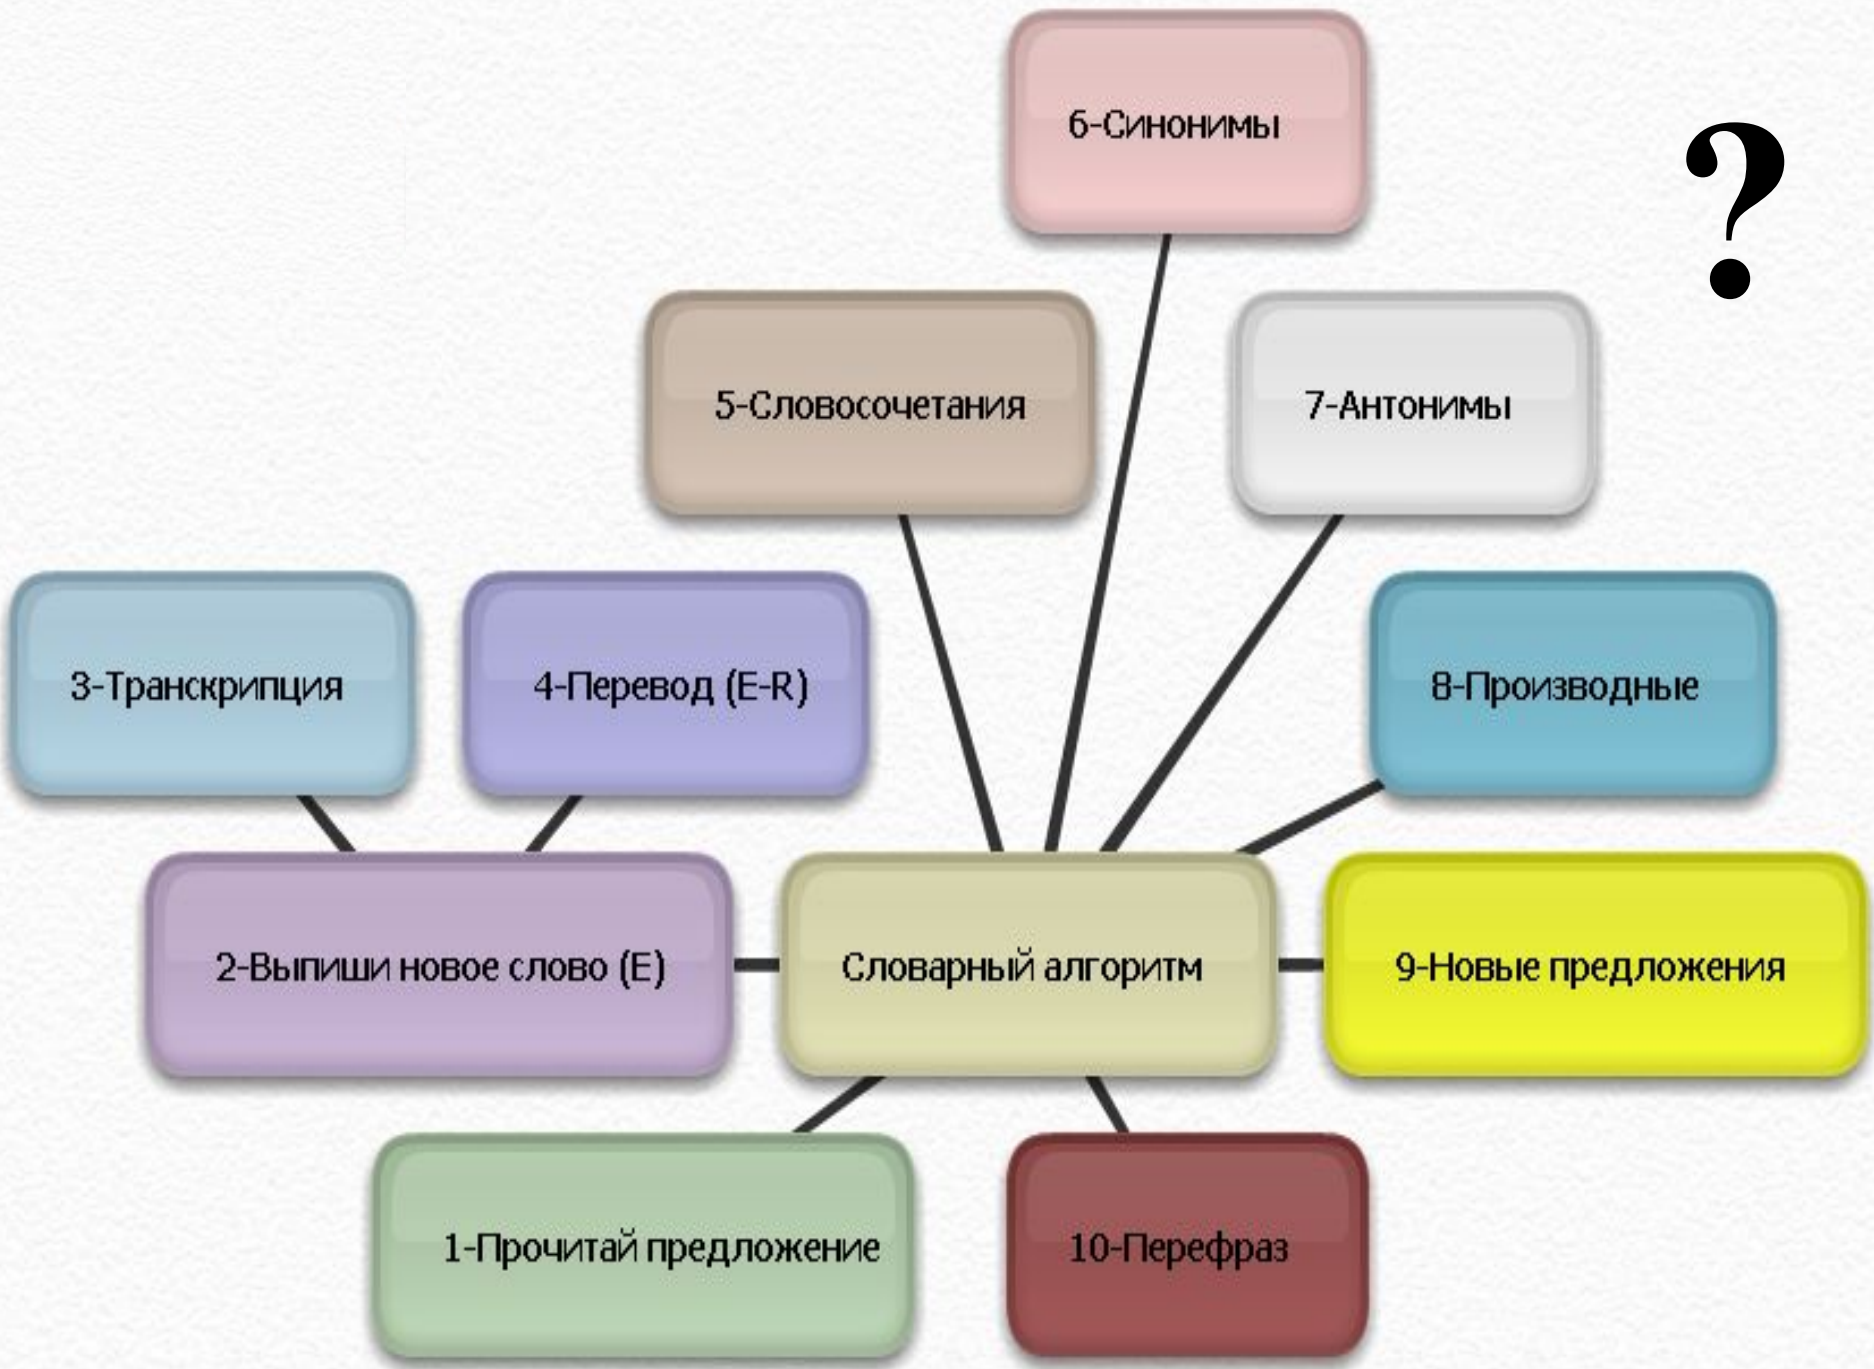 6-Синонимы
?
5-Словосочетания
7-Антонимы
3-Транскрипция
4-Перевод (E-R)
8-Производные
2-Выпиши новое слово (E)
Словарный алгоритм
9-Новые предложения
1-Прочитай предложение
10-Перефраз